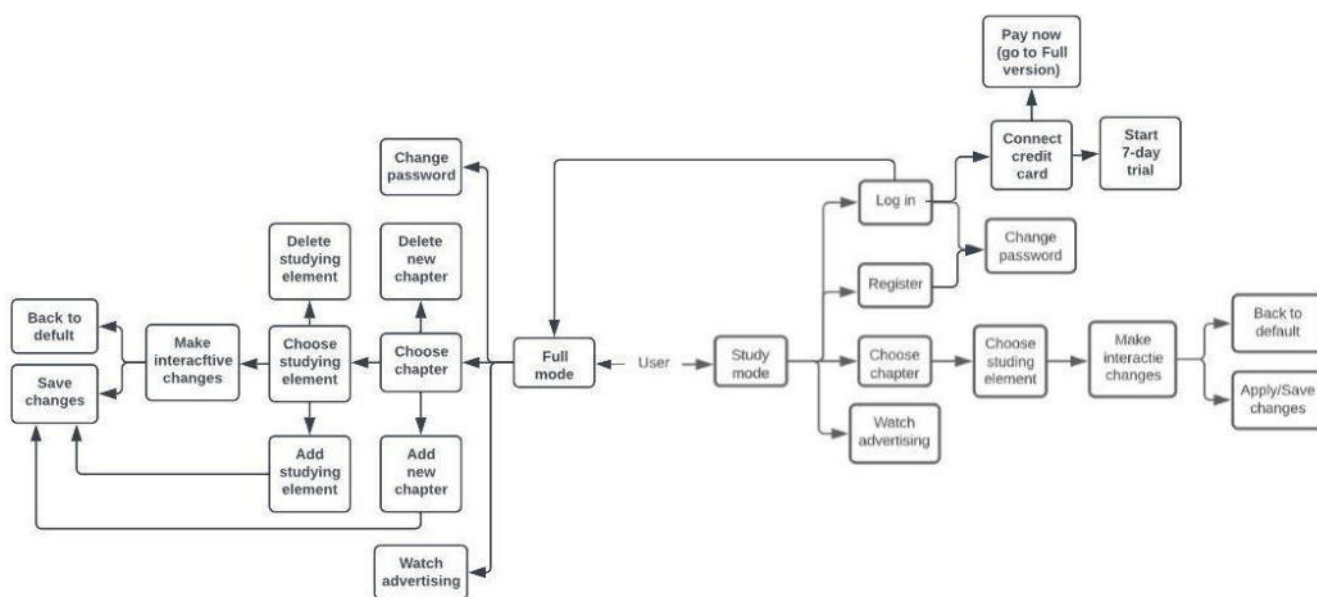 Pay now
(go to Full
version)
Connect
credit
card
Start
7-day
trial
Change
password
Log in
Change
password
Delete
studying
element
Delete
new
chapter
Register
Back to
defult
Make
interacftive
changes
Choose
studying
element
Choose
chapter
Full
mode
User
Study
mode
Choose
chapter
Choose
studing
element
Make
interactie
changes
Back to
default
Save
changes
Apply/Save
changes
Add
studying
element
Add
new
chapter
Watch
advertising
Watch
advertising